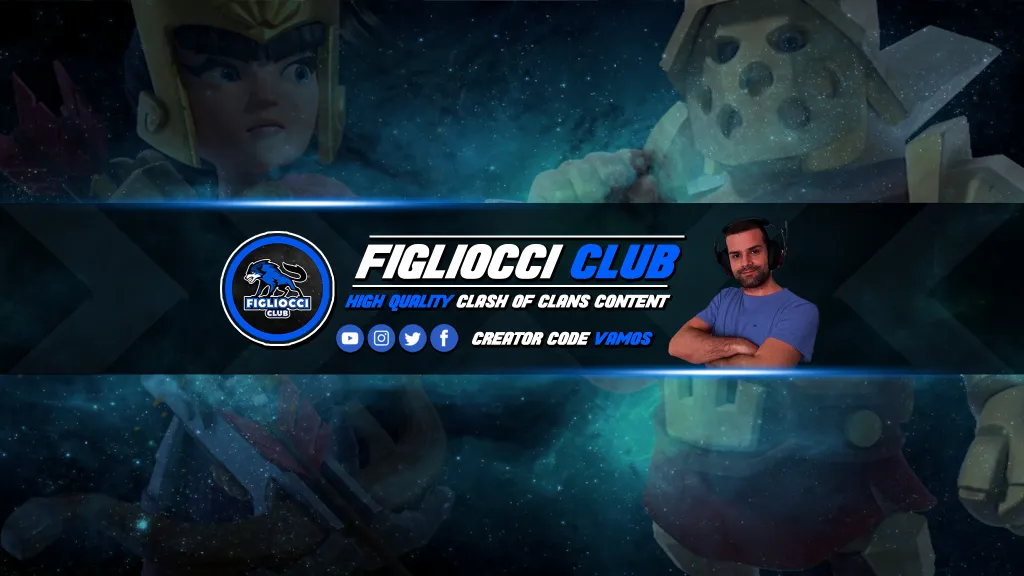 FIGLIOCCI CLUB
HIGH QUALITY CLASH OF CLANS CONTENT
CREATOR CODE VAMOS
FIGLIOCCI
CLUB